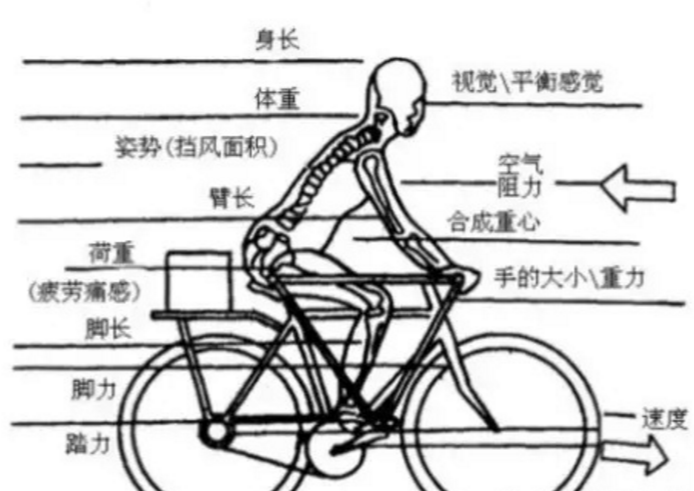 身长
视觉\平衡感觉
体重
姿势(挡风面积)
空气
阻力
臂长
合成重心
荷重
手的大小\重力
(疲劳痛感)
脚长
脚力
速度
踏力